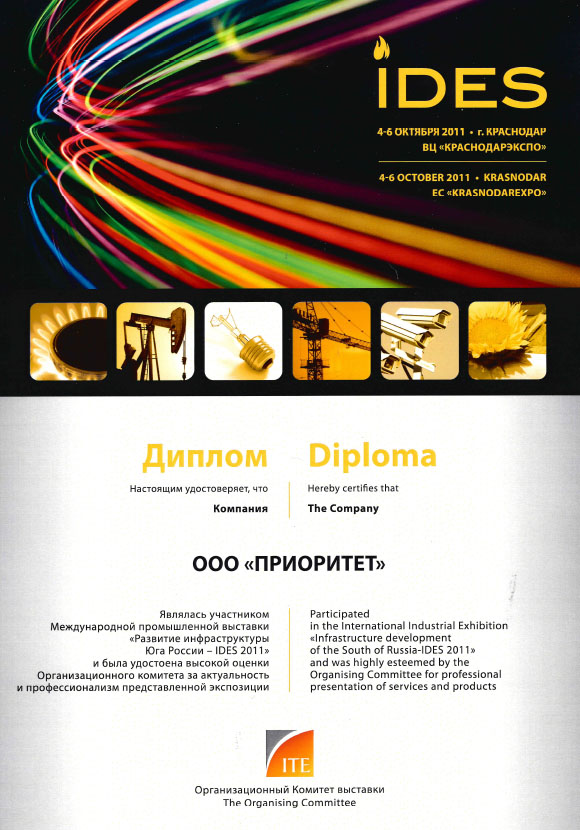 iDES
4-6 ОКТЯБРЯ 2011 • г. КРАСНОДАР
ВЦ «КРАСНОДАРЭКСПО»
4-6 OCTOBER 2011 • KRASNODAR
EC «KRASNODAREXPO»
Диплом
Настоящим удостоверяет, что
Компания
Diploma
Hereby certifies that
The Company
ООО «ПРИОРИТЕТ»
Являлась участником
Международной промышленной выставки
«Развитие инфраструктуры
Юга России – IDES 2011»
и была удостоена высокой оценки
Организационного комитета за актуальность
и профессионализм представленной экспозиции
Participated
in the International Industrial Exhibition
«Infrastructure development
of the South of Russia-IDES 2011»
and was highly esteemed by the
Organising Committee for professional
presentation of services and products
ITE
Организационный Комитет выставки
The Organising Committee